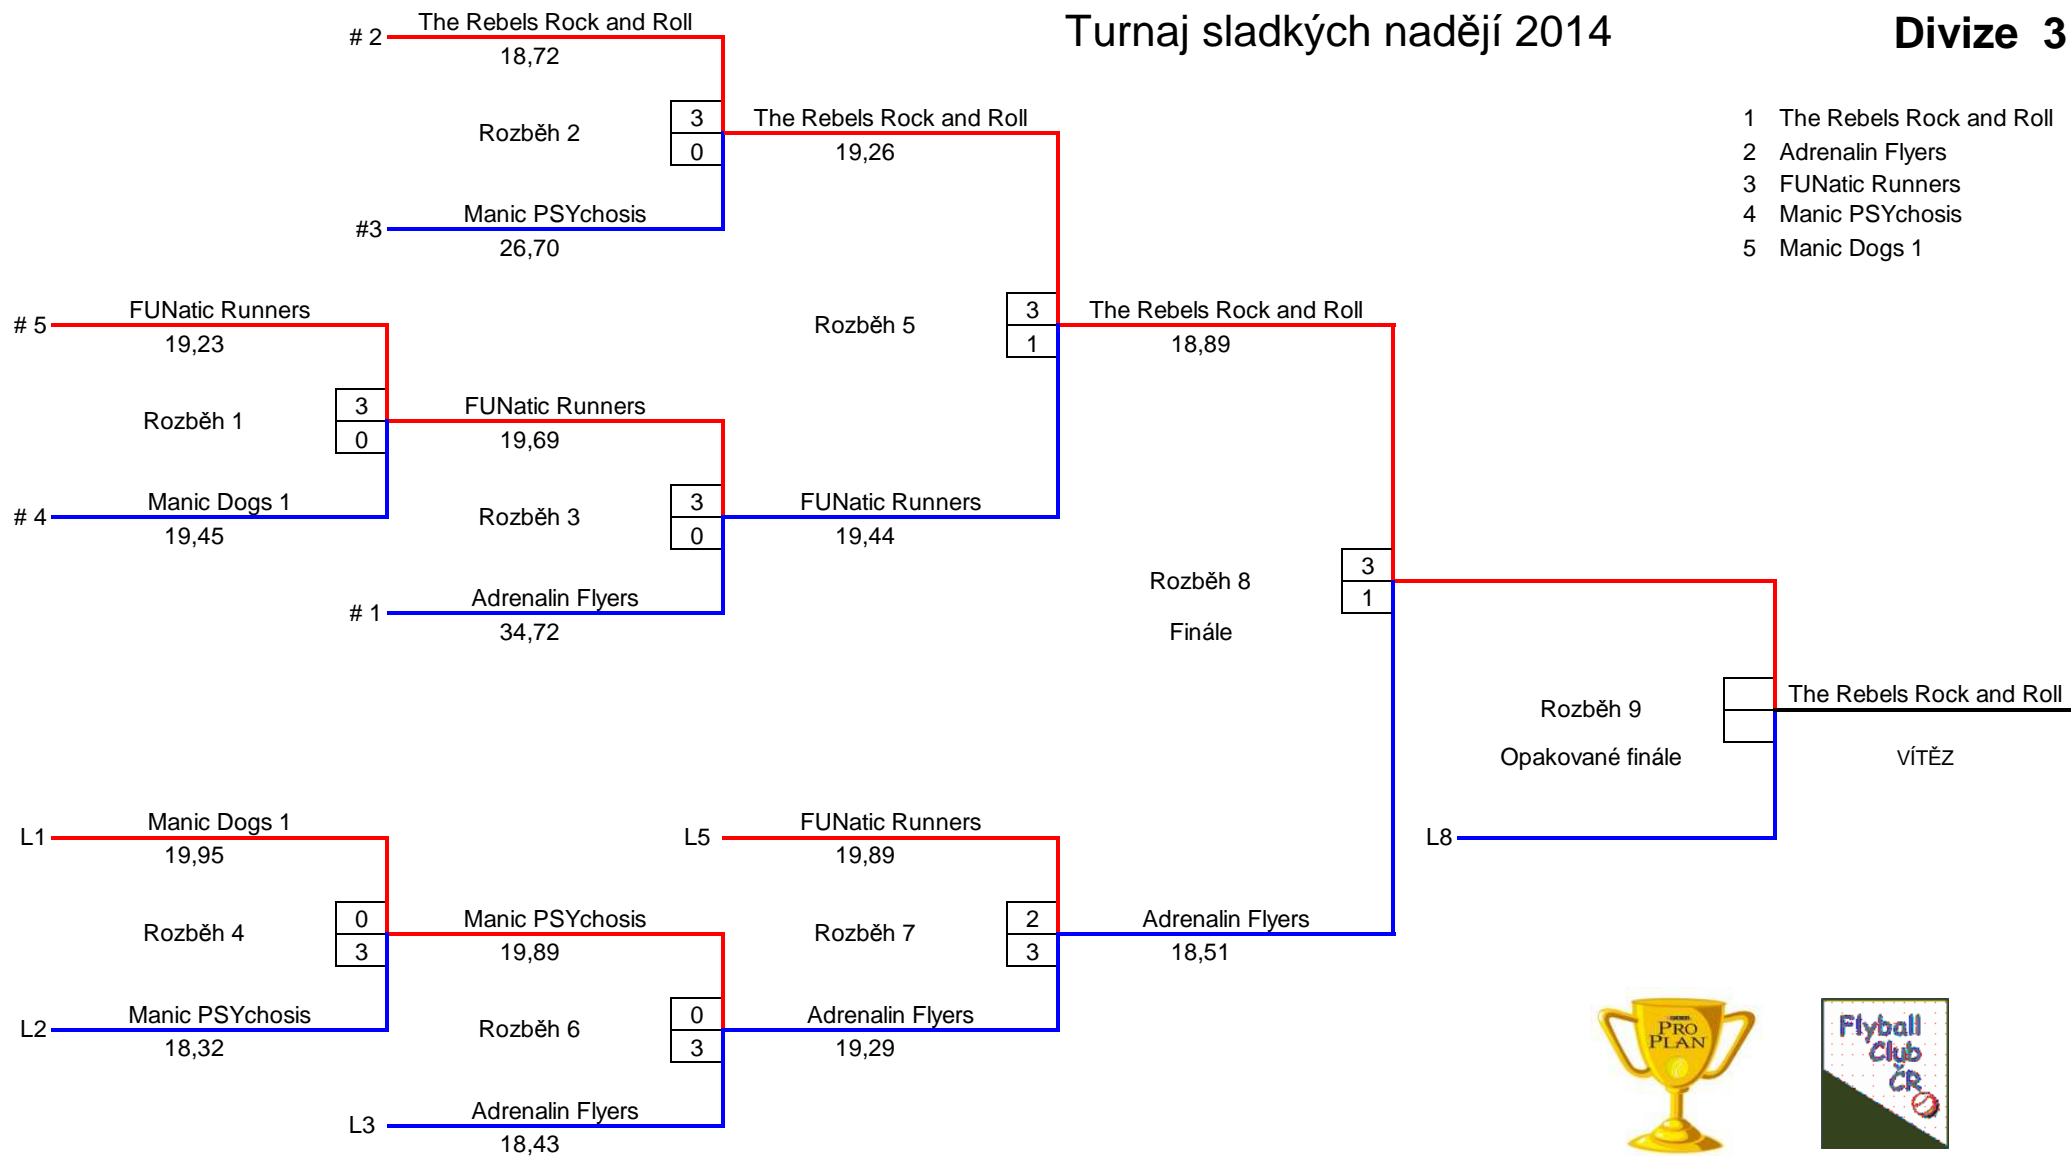 Turnaj sladkých nadějí 2014
Divize 3
# 2
The Rebels Rock and Roll
18,72
Rozběh 2
3
0
The Rebels Rock and Roll
19,26
#3
Manic PSYchosis
26,70
1 The Rebels Rock and Roll
2 Adrenalin Flyers
3 FUNatic Runners
4 Manic PSYchosis
5 Manic Dogs 1
# 5
FUNatic Runners
19,23
Rozběh 5
3
1
The Rebels Rock and Roll
18,89
Rozběh 1
3
0
FUNatic Runners
19,69
# 4
Manic Dogs 1
19,45
Rozběh 3
3
0
FUNatic Runners
19,44
# 1
Adrenalin Flyers
34,72
Rozběh 8
3
1
Finále
Rozběh 9
Opakované finále
The Rebels Rock and Roll
VÍTĚZ
L1
Manic Dogs 1
19,95
L5
FUNatic Runners
19,89
L8
Rozběh 4
0
3
Manic PSYchosis
19,89
Rozběh 7
2
3
Adrenalin Flyers
18,51
L2
Manic PSYchosis
18,32
Rozběh 6
0
3
Adrenalin Flyers
19,29
L3
Adrenalin Flyers
18,43
PRO
PLAN
Flyball
Club
ČR